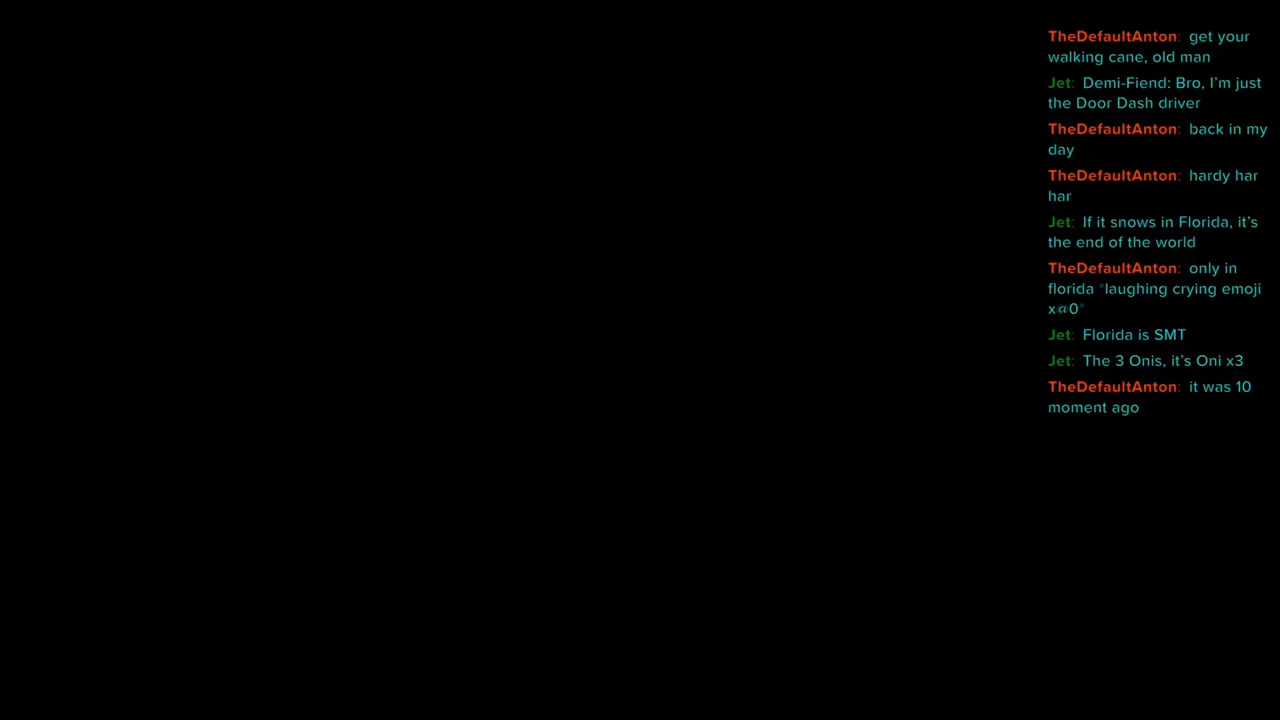 TheDefaultAnton: get your
walking cane, old man
Jet: Demi-Fiend: Bro, I'm just
the Door Dash driver
TheDefaultAnton: back in my
day
TheDefaultAnton: hardy har
har
Jet: If it snows in Florida, it's
the end of the world
TheDefaultAnton: only in
florida *laughing crying emoji
x@0*
Jet: Florida is SMT
Jet: The 3 Onis, it's Oni x3
TheDefaultAnton: it was 10
moment ago